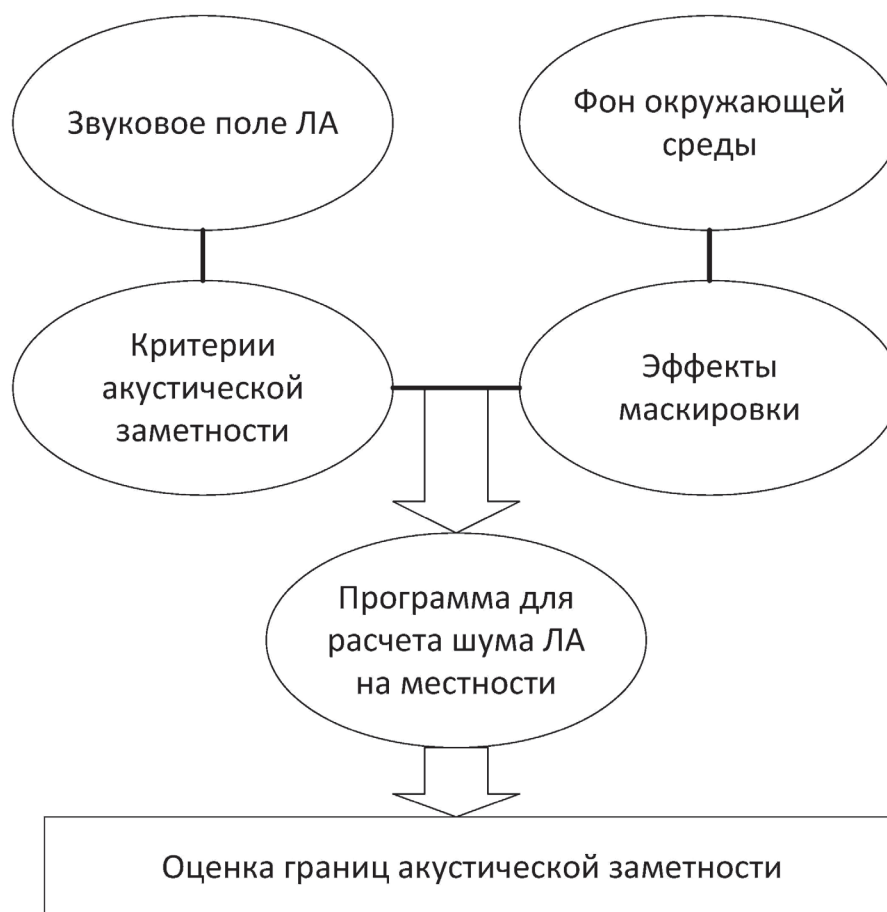 Звуковое поле ЛА
Фон окружающей
среды
Критерии
акустической
заметности
Эффекты
маскировки
Программа для
расчета шума ЛА
на местности
Оценка границ акустической заметности